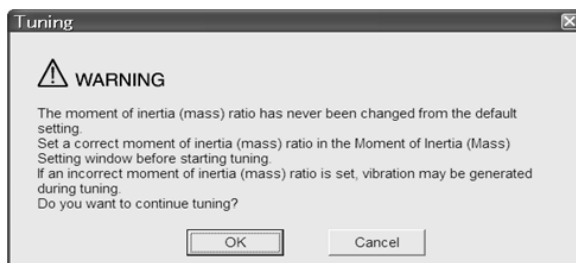 Tuning
WARNING
The moment of inertia (mass) ratio has never been changed from the default
setting.
Set a correct moment of inertia (mass) ratio in the Moment of Inertia (Mass)
Setting window before starting tuning.
If an incorrect moment of inertia (mass) ratio is set, vibration may be generated
during tuning.
Do you want to continue tuning?
OK Cancel